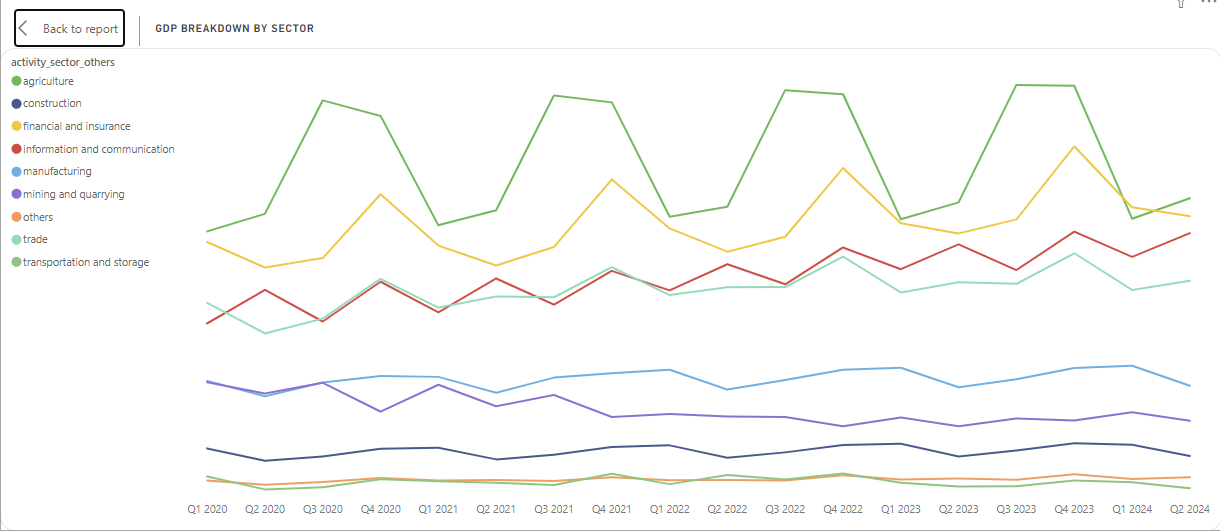 Back to report
GDP BREAKDOWN BY SECTOR
activity_sector_others
agriculture
construction
financial and insurance
information and communication
manufacturing
mining and quarrying
others
trade
transportation and storage
Q1 2020 Q2 2020 Q3 2020 Q4 2020 Q1 2021 Q2 2021 Q3 2021 Q4 2021 Q1 2022 Q2 2022 Q3 2022 Q4 2022 Q1 2023 Q2 2023 Q3 2023 Q4 2023 Q1 2024 Q2 2024